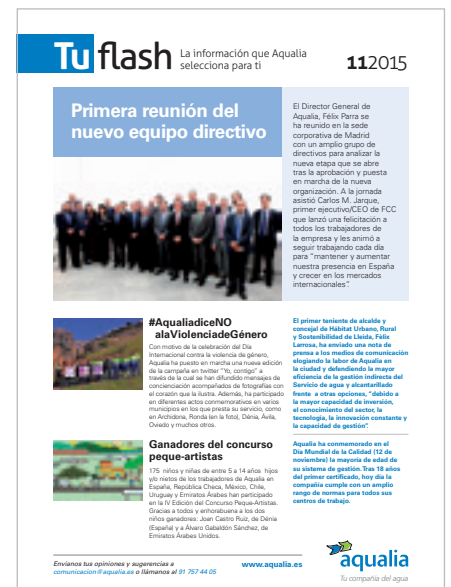 Tu flash
La información que Aqualia
selecciona para ti
112015
Primera reunión del
nuevo equipo directivo
El Director General de
Aqualia, Félix Parra se
ha reunido en la sede
corporativa de Madrid
con un amplio grupo de
directivos para analizar la
nueva etapa que se abre
tras la aprobación y puesta
en marcha de la nueva
organización. A la jornada
asistió Carlos M. Jarque,
primer ejecutivo/CEO de FCC
que lanzó una felicitación a
todos los trabajadores de
la empresa y les animó a
seguir trabajando cada día
para "mantener y aumentar
nuestra presencia en España
y crecer en los mercados
internacionales".
#AqualiadiceNO
alaViolenciadeGénero
Con motivo de la celebración del Día
Internacional contra la violencia de género,
Aqualia ha puesto en marcha una nueva edición
de la campaña en twitter "Yo, contigo" a
través de la cual se han difundido mensajes de
concienciación acompañados de fotografías con
el corazón que la ilustra. Además, ha participado
en diferentes actos conmemorativos en varios
municipios en los que presta su servicio, como
en Archidona, Ronda (en la foto), Dénia, Ávila,
Oviedo y muchos otros.
Ganadores del concurso
peque-artistas
175 niños y niñas de entre 5 a 14 años hijos
y/o nietos de los trabajadores de Aqualia en
España, República Checa, México, Chile,
Uruguay y Emiratos Árabes han participado
en la IV Edición del Concurso Peque-Artistas.
Gracias a todos y enhorabuena a los dos
niños ganadores: Joan Castro Ruiz, de Dénia
(España) y a Álvaro Gabaldón Sánchez, de
Emiratos Árabes Unidos.
El primer teniente de alcalde y
concejal de Hábitat Urbano, Rural
y Sostenibilidad de Lleida, Fèlix
Larrosa, ha enviado una nota de
prensa a los medios de comunicación
elogiando la labor de Aqualia en
la ciudad y defendiendo la mayor
eficiencia de la gestión indirecta del
Servicio de agua y alcantarillado
frente a otras opciones, "debido a
la mayor capacidad de inversión,
el conocimiento del sector, la
tecnología, la innovación constante y
la capacidad de gestión".
Aqualia ha conmemorado en el
Día Mundial de la Calidad (12 de
noviembre) la mayoría de edad de
su sistema de gestión. Tras 18 años
del primer certificado, hoy día la
compañía cumple con un amplio
rango de normas para todos sus
centros de trabajo.
Envíanos tus opiniones y sugerencias a
comunicacion@aqualia.es o llámanos al 91 757 44 05
www.aqualia.es
aqualia
Tu compañía del agua